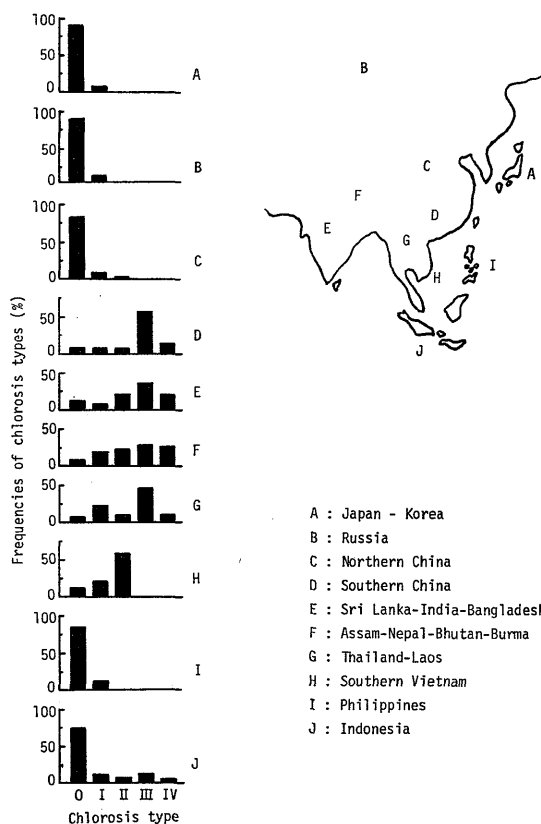 Frequencies of chlorosis types (%)
100
50
0
A
100
50
0
B
100
50
0
C
50
0
D
50
0
E
50
0
F
50
0
G
50
0
H
100
50
0
I
100
50
0
J
O I II III IV
Chlorosis type
B
C
A
F
D
E
G
I
H
J
A : Japan - Korea
B : Russia
C : Northern China
D : Southern China
E : Sri Lanka-India-Bangladesh
F : Assam-Nepal-Bhutan-Burma
G : Thailand-Laos
H : Southern Vietnam
I : Philippines
J : Indonesia